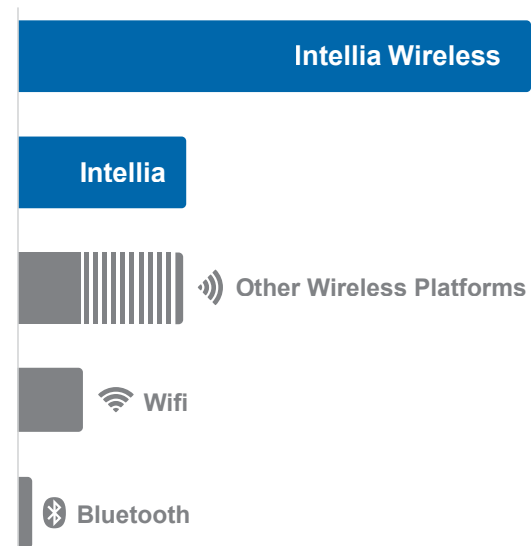 Intellia Wireless
Intellia
Other Wireless Platforms
Wifi
Bluetooth